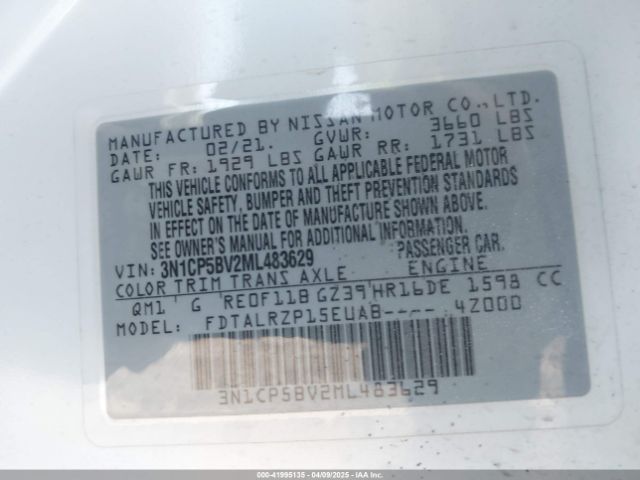 MANUFACTURED BY NISSAN MOTOR CO., LTD.
DATE: 02/21. GVWR: 3660 LBS
GAWR FR: 1929 LBS GAWR RR: 1731 LBS
THIS VEHICLE CONFORMS TO ALL APPLICABLE FEDERAL MOTOR
VEHICLE SAFETY, BUMPER AND THEFT PREVENTION STANDARDS
IN EFFECT ON THE DATE OF MANUFACTURE SHOWN ABOVE.
SEE OWNER'S MANUAL FOR ADDITIONAL INFORMATION.
VIN: 3N1CP5BV2ML483629 PASSENGER CAR.
COLOR TRIM TRANS AXLE ENGINE
QM1 G RE0F11B GZ39 HR16DE 1598 CC
MODEL: FDTALRZP15EUAB---- 4Z000
3N1CP5BV2ML483629
000-41995135 - 04/09/2025 - IAA Inc.